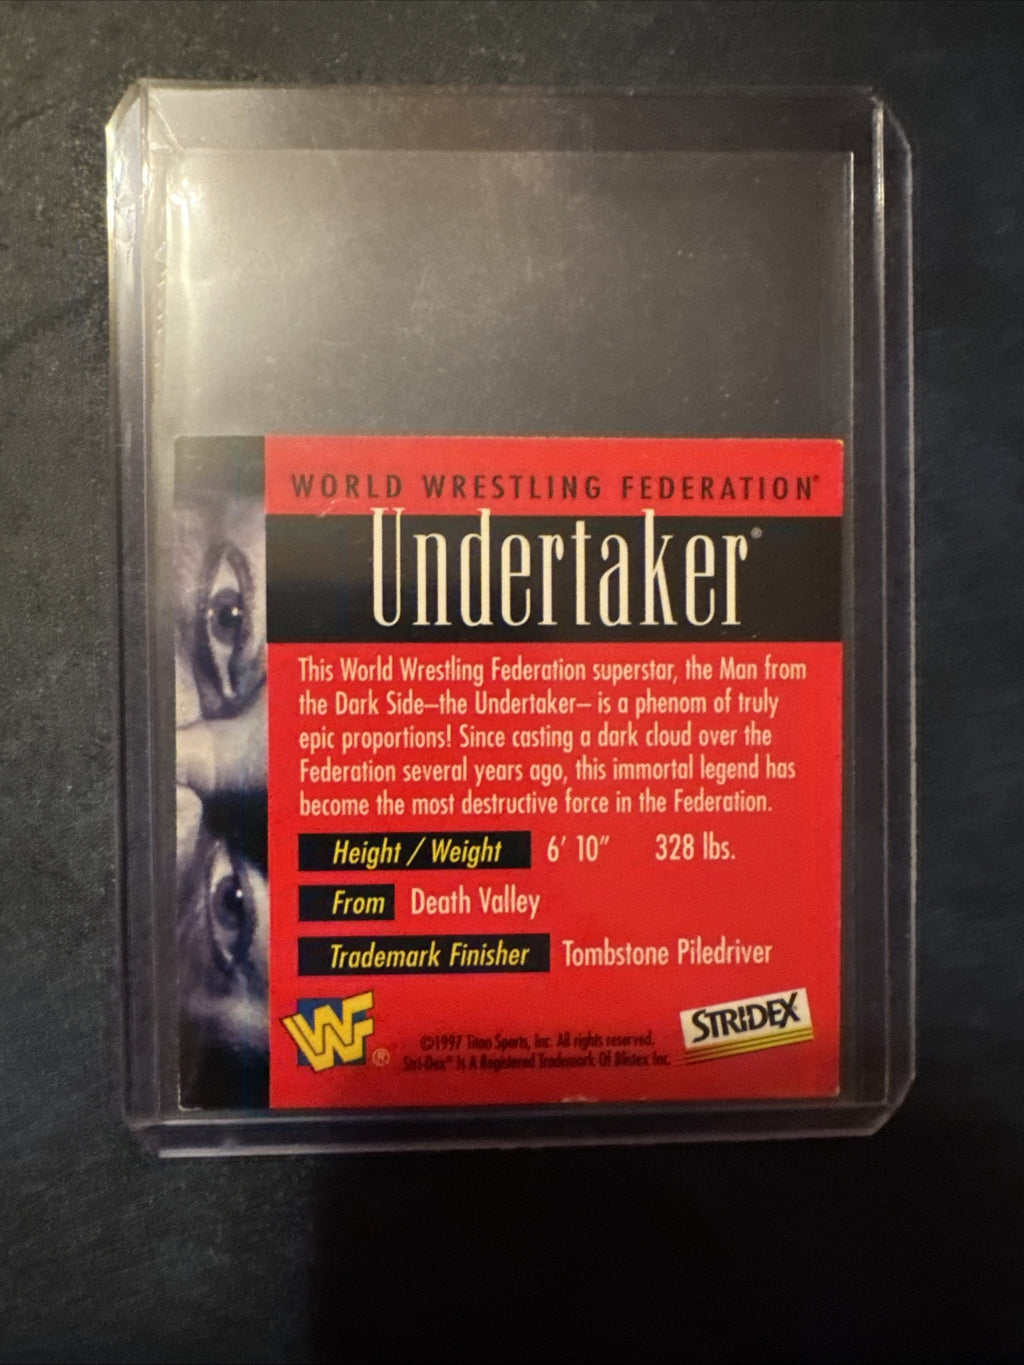 WORLD WRESTLING FEDERATION®
Undertaker®
This World Wrestling Federation superstar, the Man from
the Dark Side–the Undertaker– is a phenom of truly
epic proportions! Since casting a dark cloud over the
Federation several years ago, this immortal legend has
become the most destructive force in the Federation.
Height / Weight 6' 10" 328 lbs.
From Death Valley
Trademark Finisher Tombstone Piledriver
WF ®
©1997 Titan Sports, Inc. All rights reserved.
Stri-Dex® Is A Registered Trademark Of Blistex Inc.
STRIDEX